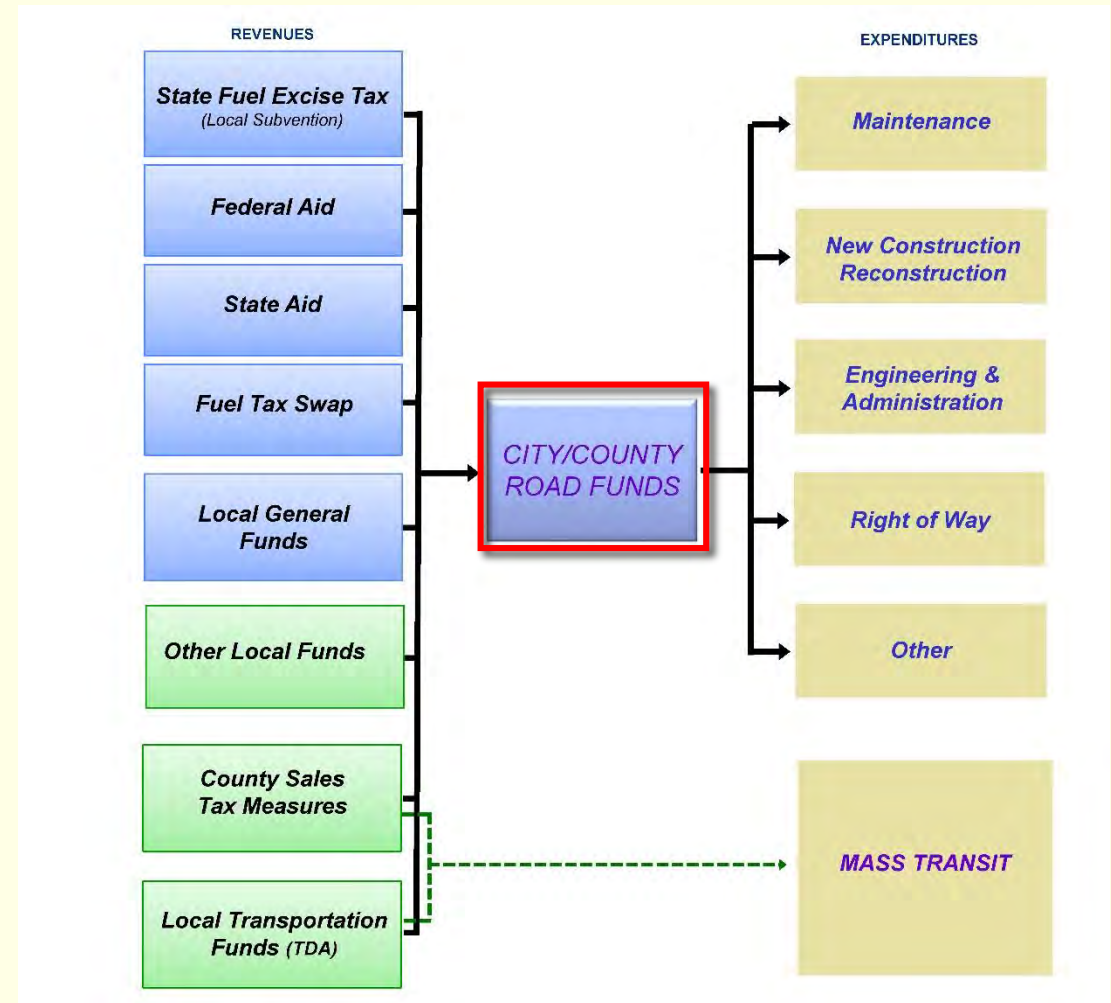 REVENUES
State Fuel Excise Tax
(Local Subvention)
Federal Aid
State Aid
Fuel Tax Swap
Local General
Funds
Other Local Funds
County Sales
Tax Measures
Local Transportation
Funds (TDA)
CITY/COUNTY
ROAD FUNDS
EXPENDITURES
Maintenance
New Construction
Reconstruction
Engineering &
Administration
Right of Way
Other
MASS TRANSIT